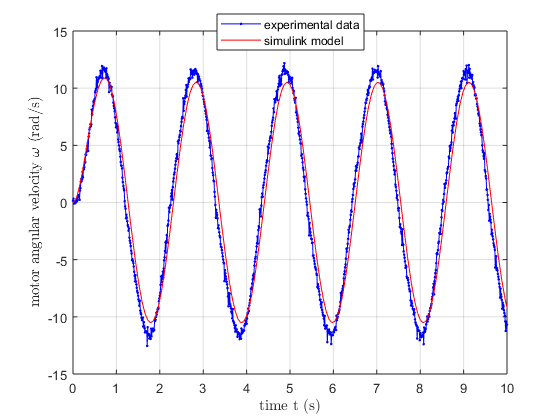 experimental data
simulink model
15
10
5
0
-5
-10
-15
motor angular velocity ω (rad/s)
0 1 2 3 4 5 6 7 8 9 10
time t (s)